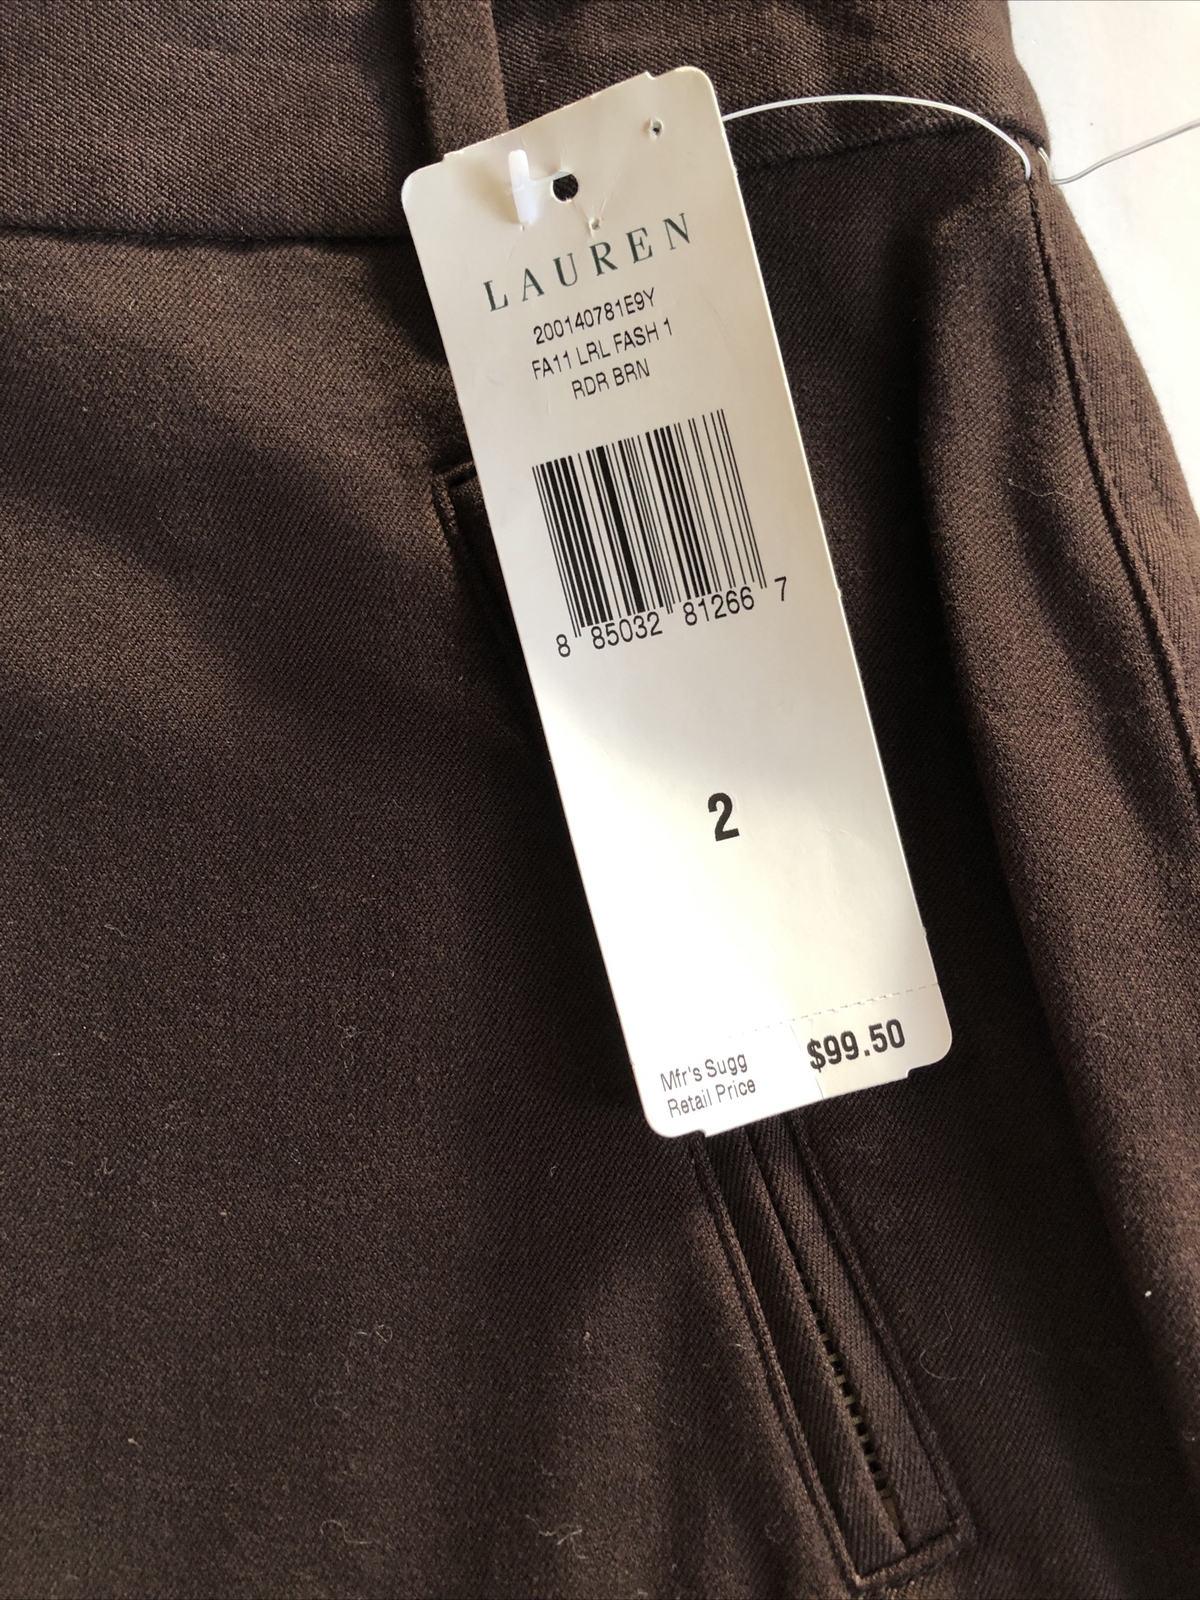 LAUREN
200140781E9Y
FA11 LRL FASH 1
RDR BRN
8 85032 81266 7
2
Mfr's Sugg
Retail Price
$99.50